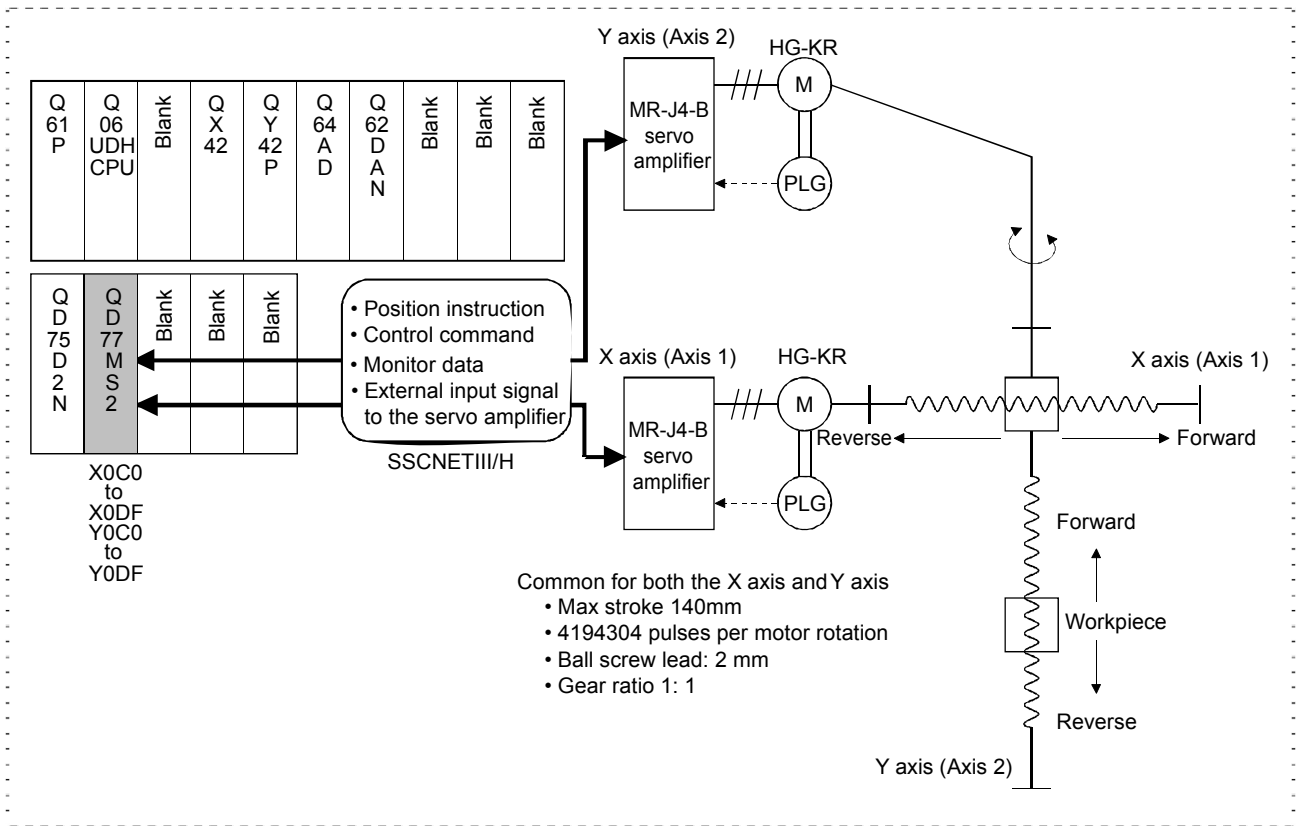 Y axis (Axis 2)
HG-KR
M
MR-J4-B
servo
amplifier
PLG
Q
61
P
Q
06
UDH
CPU
Blank
Q
X
42
Q
Y
42
P
Q
64
A
D
Q
62
D
A
N
Blank
Blank
Blank
Q
D
75
D
2
N
Q
D
77
M
S
2
Blank
Blank
Blank
• Position instruction
• Control command
• Monitor data
• External input signal
to the servo amplifier
SSCNETIII/H
X0C0
to
X0DF
Y0C0
to
Y0DF
X axis (Axis 1)
HG-KR
M
MR-J4-B
servo
amplifier
PLG
X axis (Axis 1)
Reverse
Forward
Forward
Workpiece
Reverse
Y axis (Axis 2)
Common for both the X axis and Y axis
• Max stroke 140mm
• 4194304 pulses per motor rotation
• Ball screw lead: 2 mm
• Gear ratio 1: 1